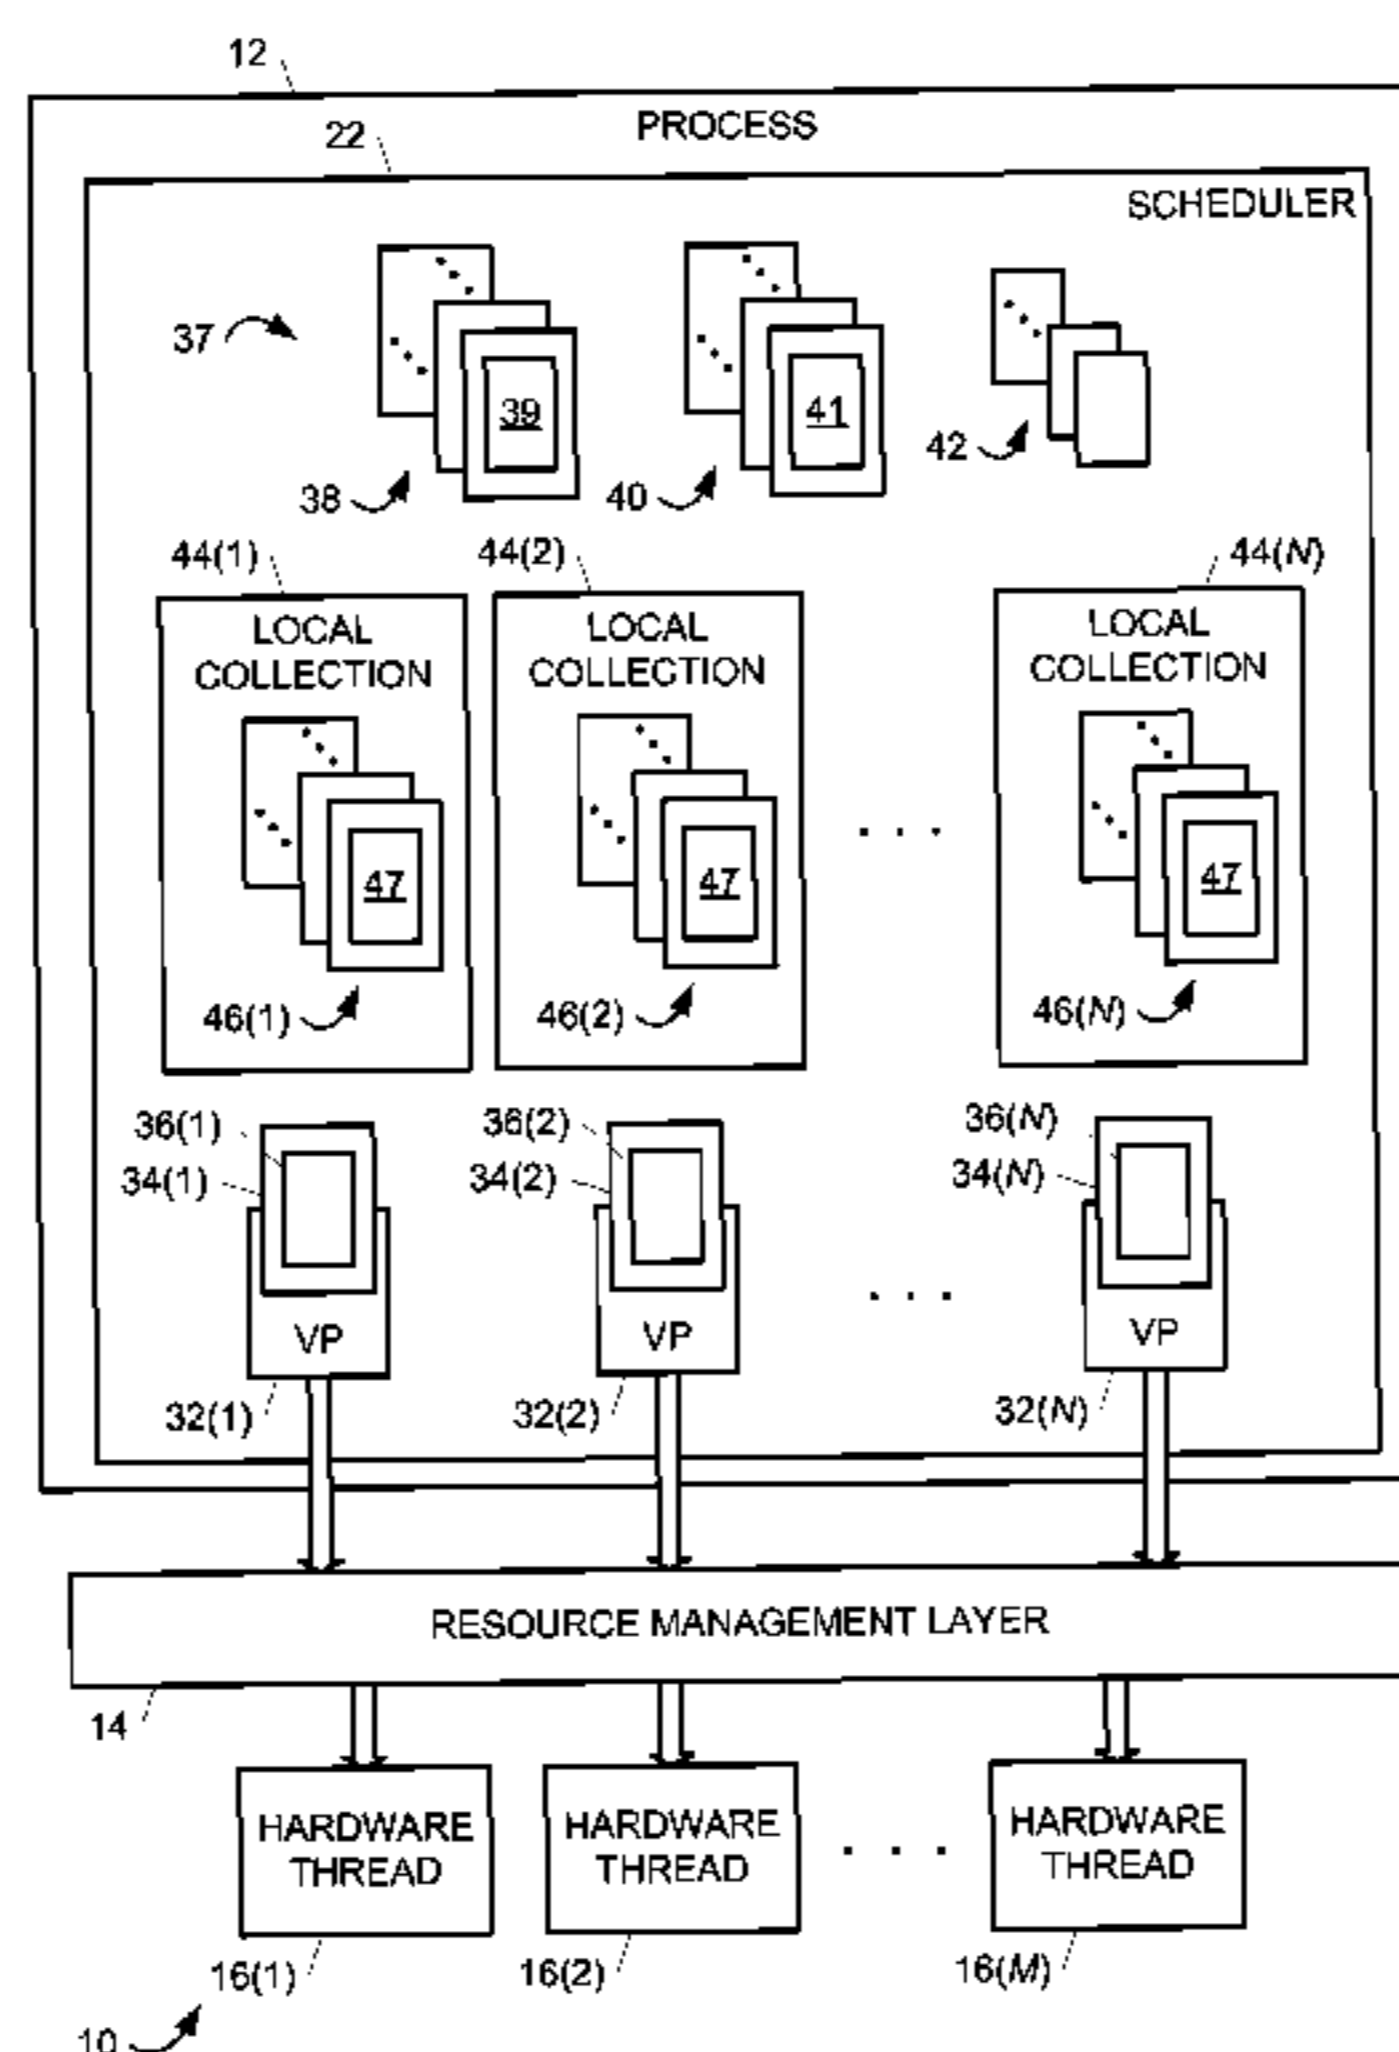 12
PROCESS
22
SCHEDULER
37
39
41
42
38
40
44(1)
44(2)
44(N)
LOCAL
COLLECTION
LOCAL
COLLECTION
LOCAL
COLLECTION
47
47
47
46(1)
46(2)
46(N)
36(1)
36(2)
36(N)
34(1)
34(2)
34(N)
VP
VP
VP
32(1)
32(2)
32(N)
RESOURCE MANAGEMENT LAYER
14
HARDWARE
THREAD
HARDWARE
THREAD
HARDWARE
THREAD
16(1)
16(2)
16(M)
10